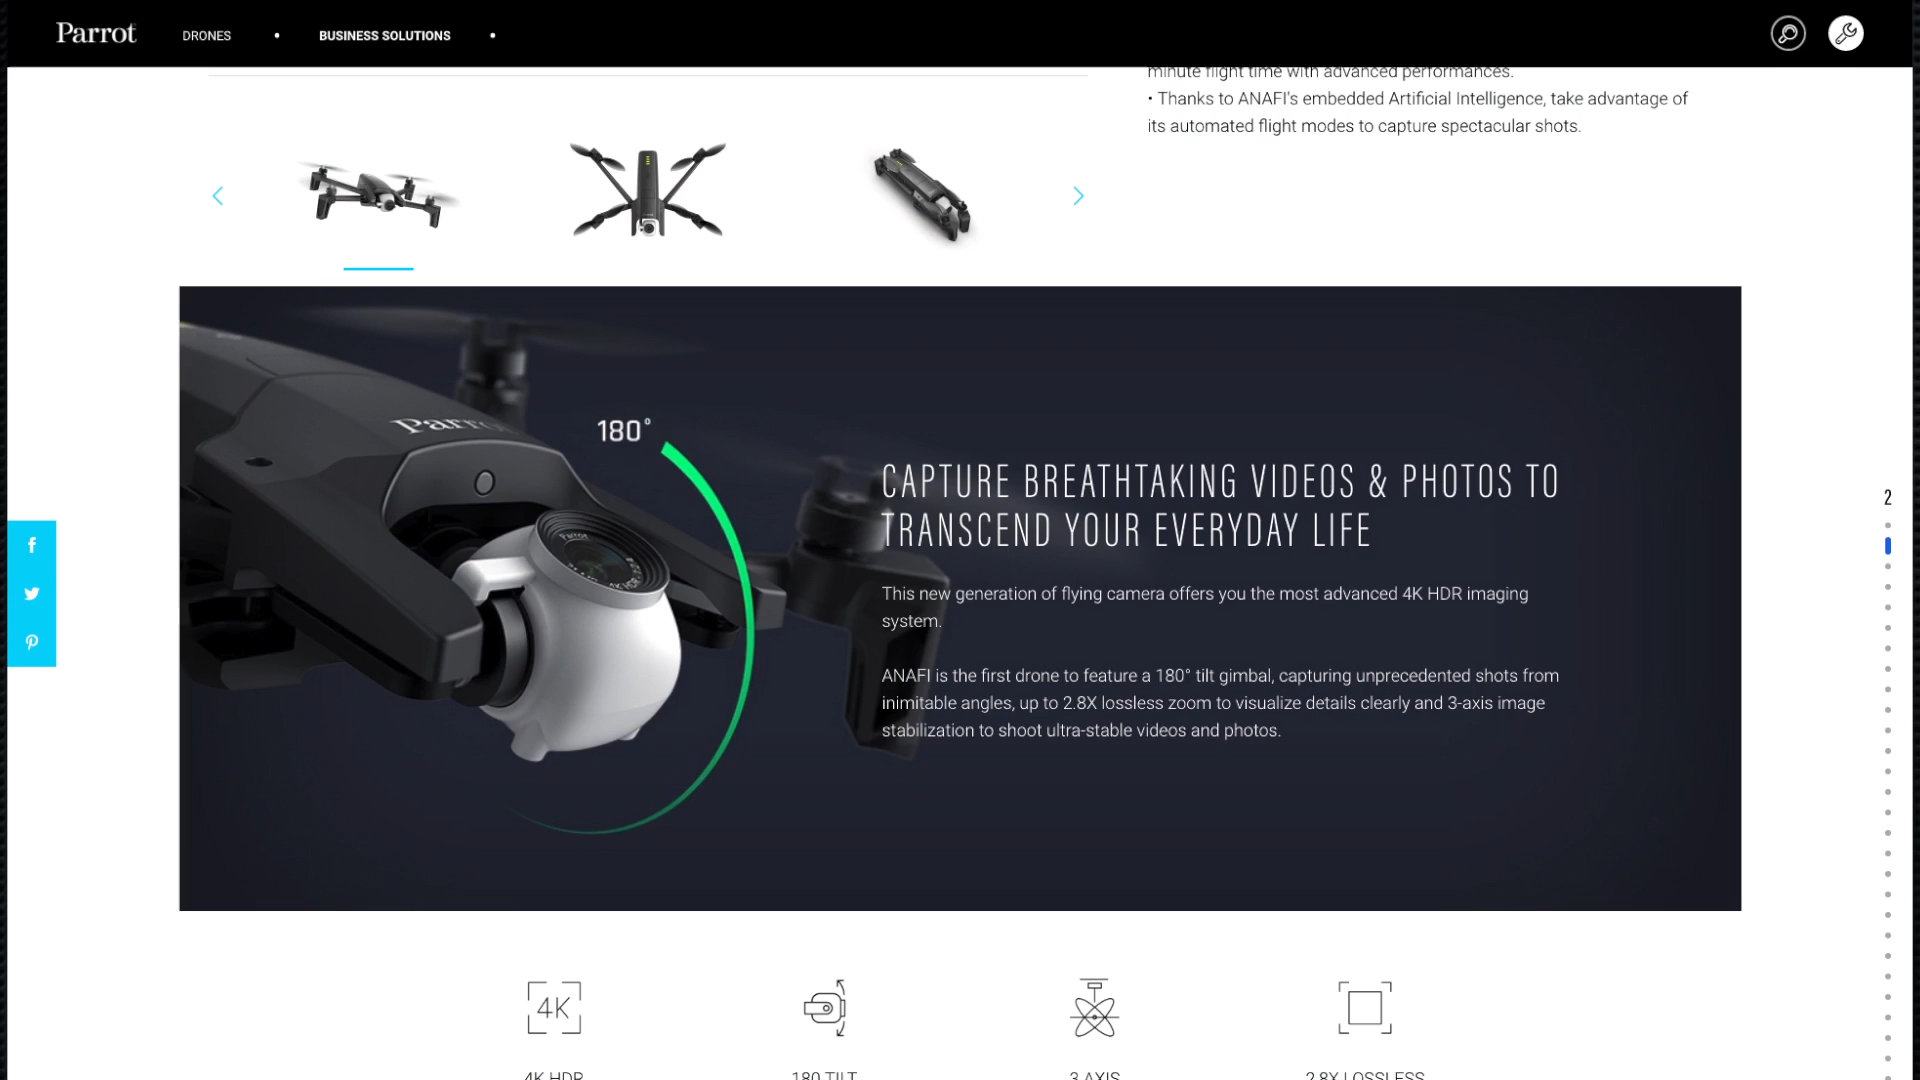 Parrot
DRONES
BUSINESS SOLUTIONS
minute flight time with advanced performances.
• Thanks to ANAFI's embedded Artificial Intelligence, take advantage of
its automated flight modes to capture spectacular shots.
Parrot
180°
CAPTURE BREATHTAKING VIDEOS & PHOTOS TO
TRANSCEND YOUR EVERYDAY LIFE
This new generation of flying camera offers you the most advanced 4K HDR imaging
system.
ANAFI is the first drone to feature a 180° tilt gimbal, capturing unprecedented shots from
inimitable angles, up to 2.8X lossless zoom to visualize details clearly and 3-axis image
stabilization to shoot ultra-stable videos and photos.
2
4K
4K HDR
180 TILT
3 AXIS
2.8X LOSSLESS